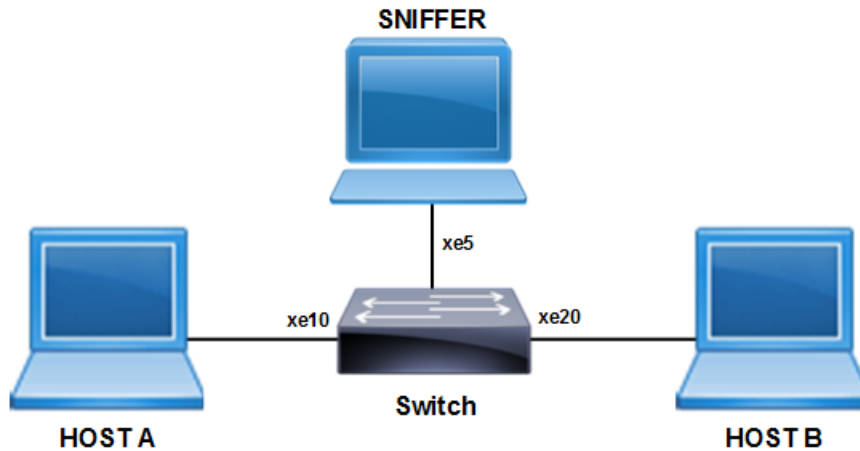 SNIFFER
xe5
xe10
xe20
Switch
HOST A
HOST B